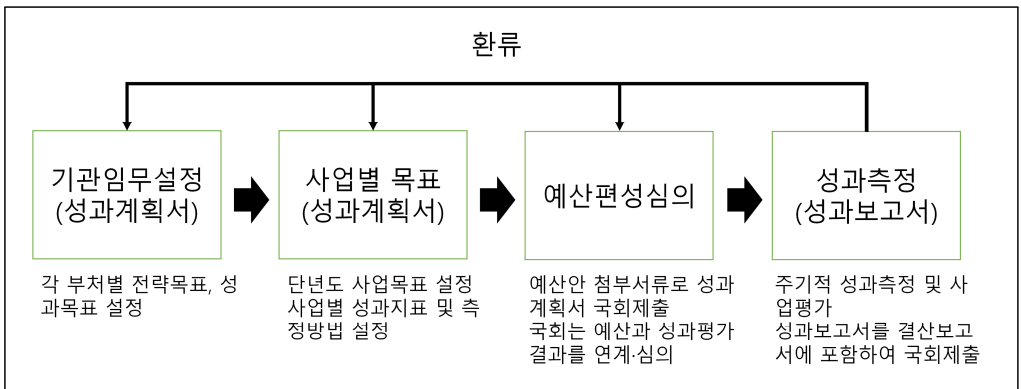 환류
기관임무설정
(성과계획서)
사업별 목표
(성과계획서)
예산편성심의
성과측정
(성과보고서)
각 부처별 전략목표, 성
과목표 설정
단년도 사업목표 설정
사업별 성과지표 및 측
정방법 설정
예산안 첨부서류로 성과
계획서 국회제출
국회는 예산과 성과평가
결과를 연계·심의
주기적 성과측정 및 사
업평가
성과보고서를 결산보고
서에 포함하여 국회제출